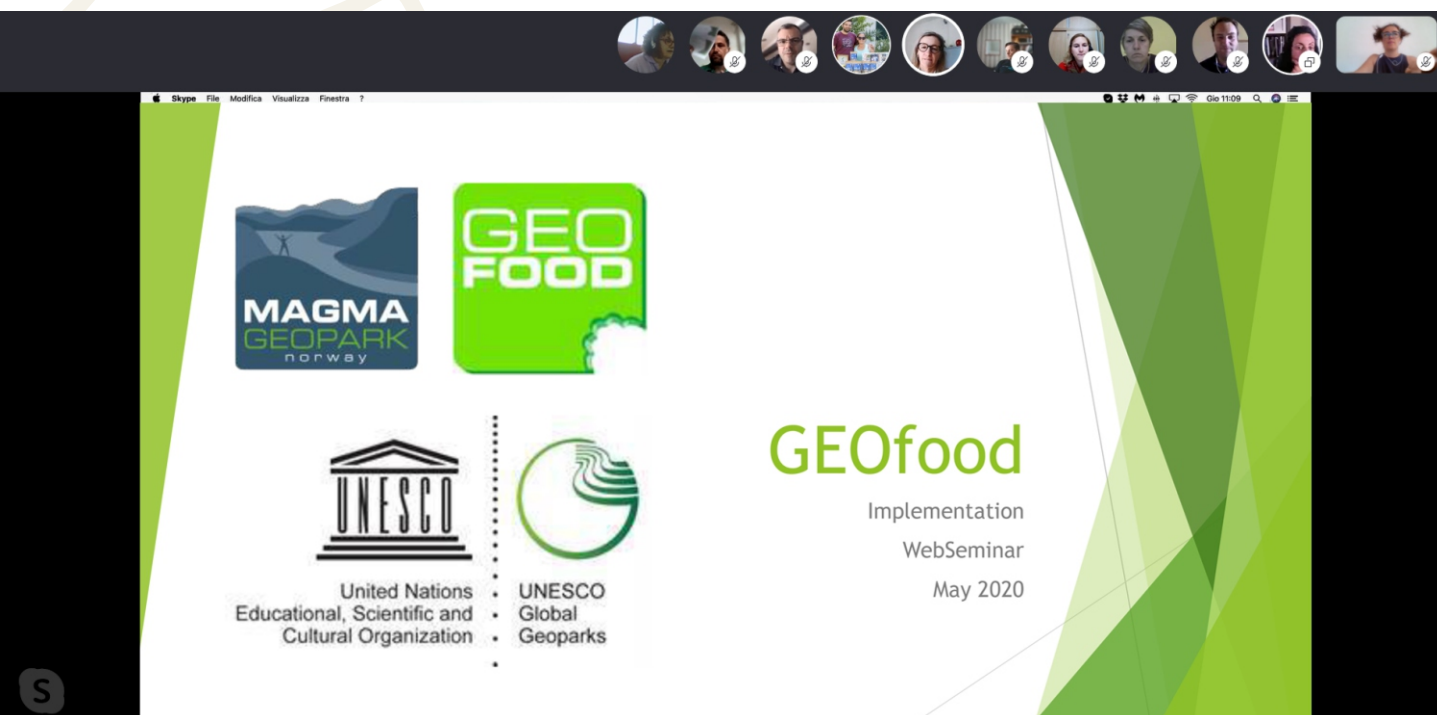 Skype File Modifica Visualizza Finestra ?
Gio 11:09
MAGMA
GEOPARK
norway
GEO
FOOD
UNESCO
United Nations
Educational, Scientific and
Cultural Organization
UNESCO
Global
Geoparks
GEOfood
Implementation
WebSeminar
May 2020
S